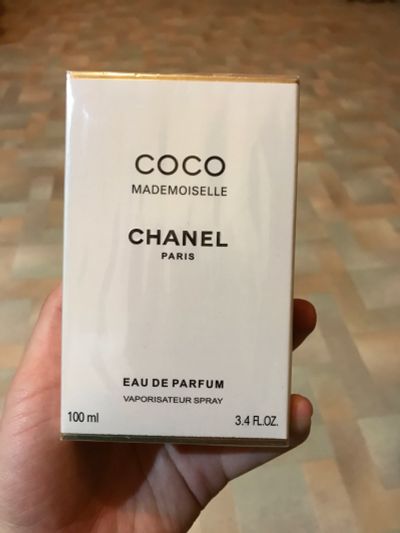 COCO
MADEMOISELLE
CHANEL
PARIS
EAU DE PARFUM
VAPORISATEUR SPRAY
100 ml 3.4 FL.OZ.